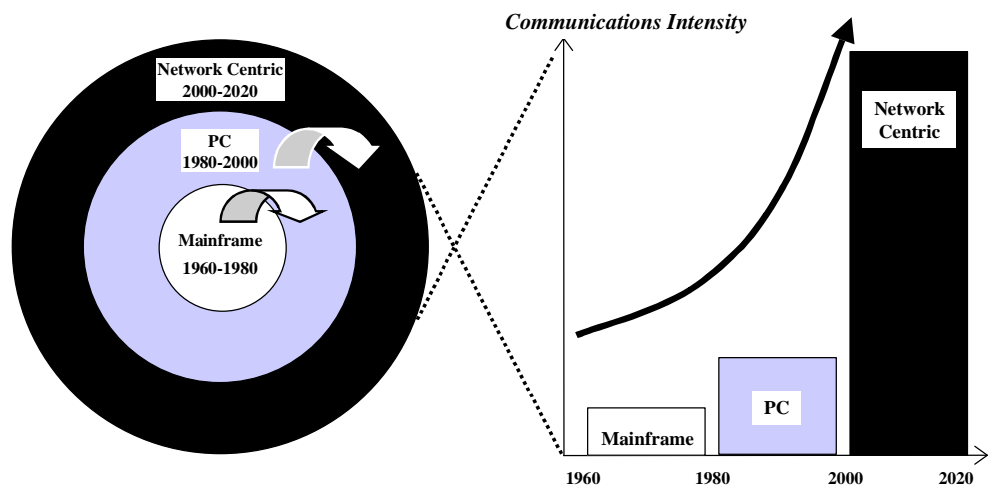 Communications Intensity
Network Centric
2000-2020
PC
1980-2000
Mainframe
1960-1980
Network
Centric
PC
Mainframe
1960
1980
2000
2020